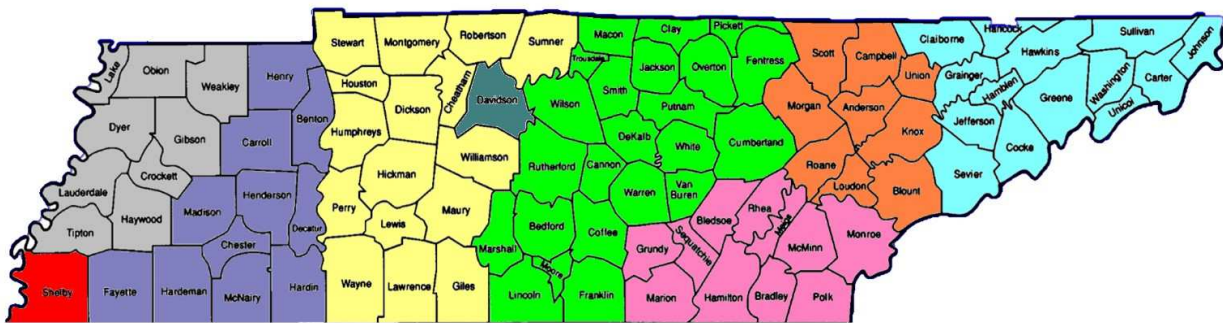 Lake
Obion
Weakley
Henry
Stewart
Montgomery
Robertson
Sumner
Macon
Clay
Pickett
Scott
Campbell
Claiborne
Hancock
Hawkins
Sullivan
Johnson
Trousdale
Jackson
Overton
Fentress
Union
Grainger
Hamblen
Washington
Carter
Houston
Cheatham
Davidson
Dyer
Gibson
Carroll
Benton
Humphreys
Dickson
Wilson
Smith
Putnam
Morgan
Anderson
Jefferson
Greene
Unicoi
Crockett
Williamson
DeKalb
White
Cumberland
Knox
Cocke
Lauderdale
Haywood
Madison
Henderson
Hickman
Rutherford
Cannon
Warren
Van
Buren
Roane
Loudon
Blount
Sevier
Tipton
Chester
Decatur
Perry
Lewis
Maury
Marshall
Bedford
Coffee
Grundy
Sequatchie
Bledsoe
Rhea
Meigs
McMinn
Monroe
Shelby
Fayette
Hardeman
McNairy
Hardin
Wayne
Lawrence
Giles
Lincoln
Moore
Franklin
Marion
Hamilton
Bradley
Polk